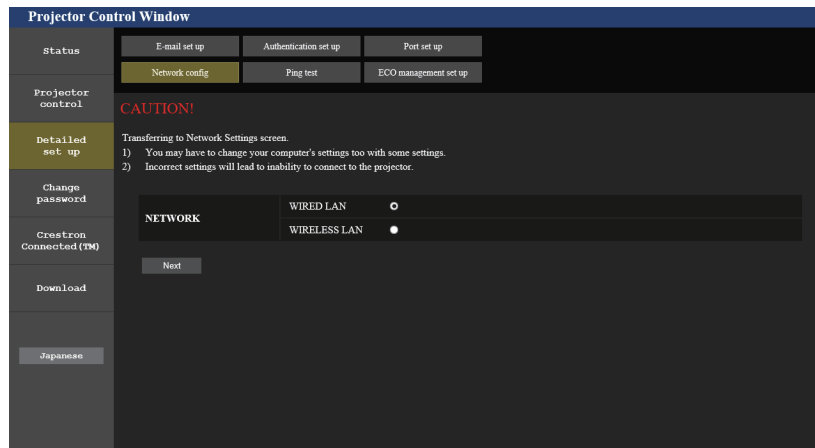 Projector Control Window
Status
Projector
control
Detailed
set up
Change
password
Crestron
Connected(TM)
Download
Japanese
E-mail set up
Authentication set up
Port set up
Network config
Ping test
ECO management set up
CAUTION!
Transferring to Network Settings screen.
1) You may have to change your computer's settings too with some settings.
2) Incorrect settings will lead to inability to connect to the projector.
NETWORK
WIRED LAN
WIRELESS LAN
Next